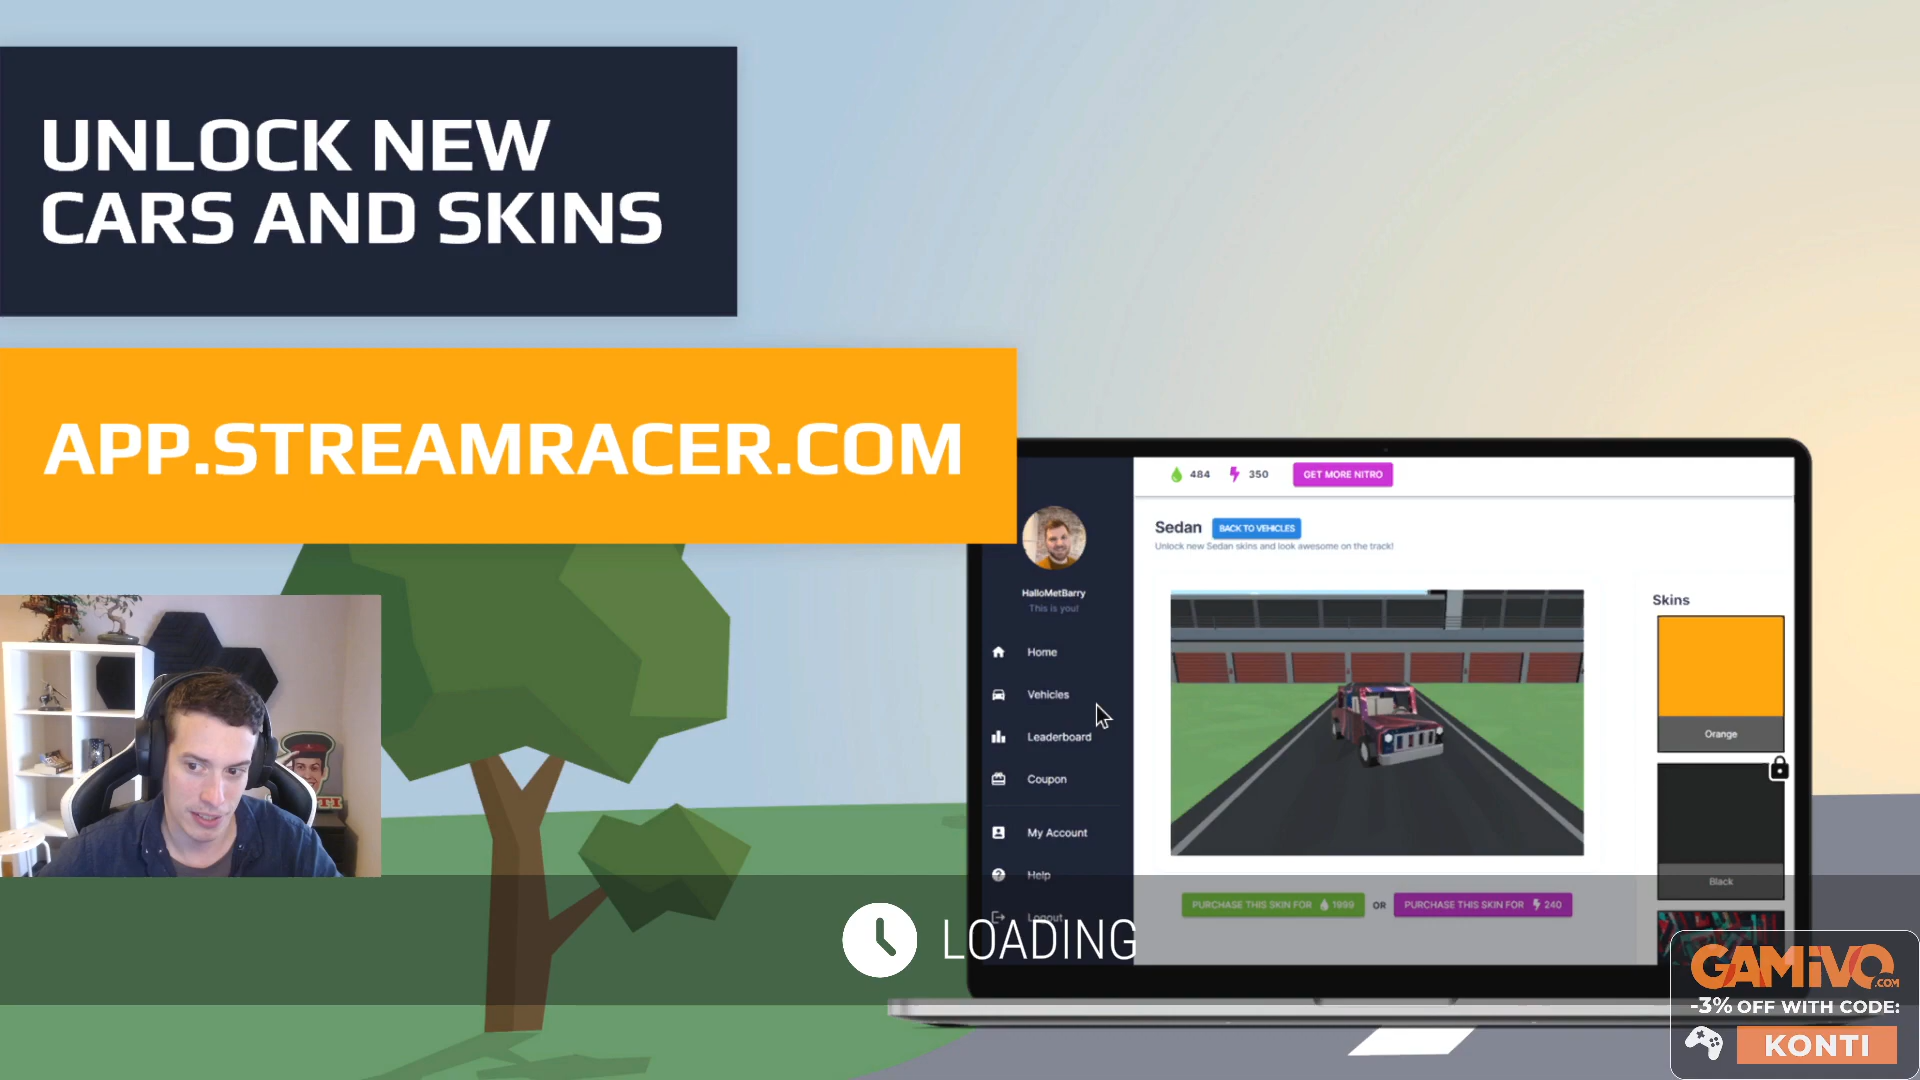 UNLOCK NEW
CARS AND SKINS
APP.STREAMRACER.COM
484
350
GET MORE NITRO
Sedan
BACK TO VEHICLES
Unlock new Sedan skins and look awesome on the track!
HalloMetBarry
This is you!
Home
Vehicles
Leaderboard
Coupon
My Account
Help
Logout
Skins
Orange
Black
PURCHASE THIS SKIN FOR 1999
OR
PURCHASE THIS SKIN FOR 240
LOADING
GAMIVO.COM
-3% OFF WITH CODE:
KONTI